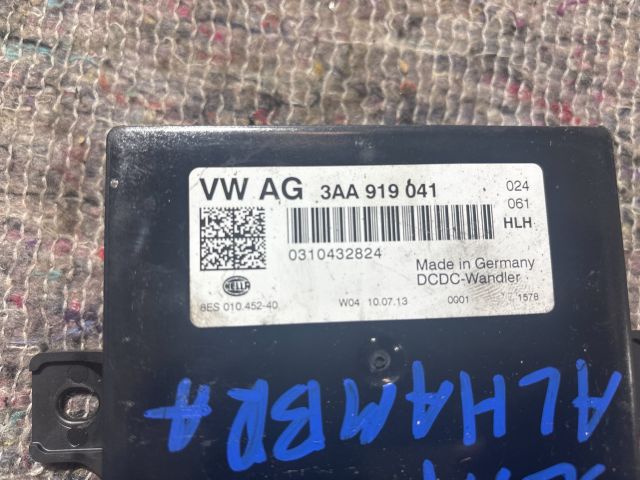 VW AG 3AA 919 041 024
061
HLH
0310432824
Made in Germany
DCDC-Wandler
HELLA
8ES 010.452-40 W04 10.07.13 0001 1578
ALHAMBRA